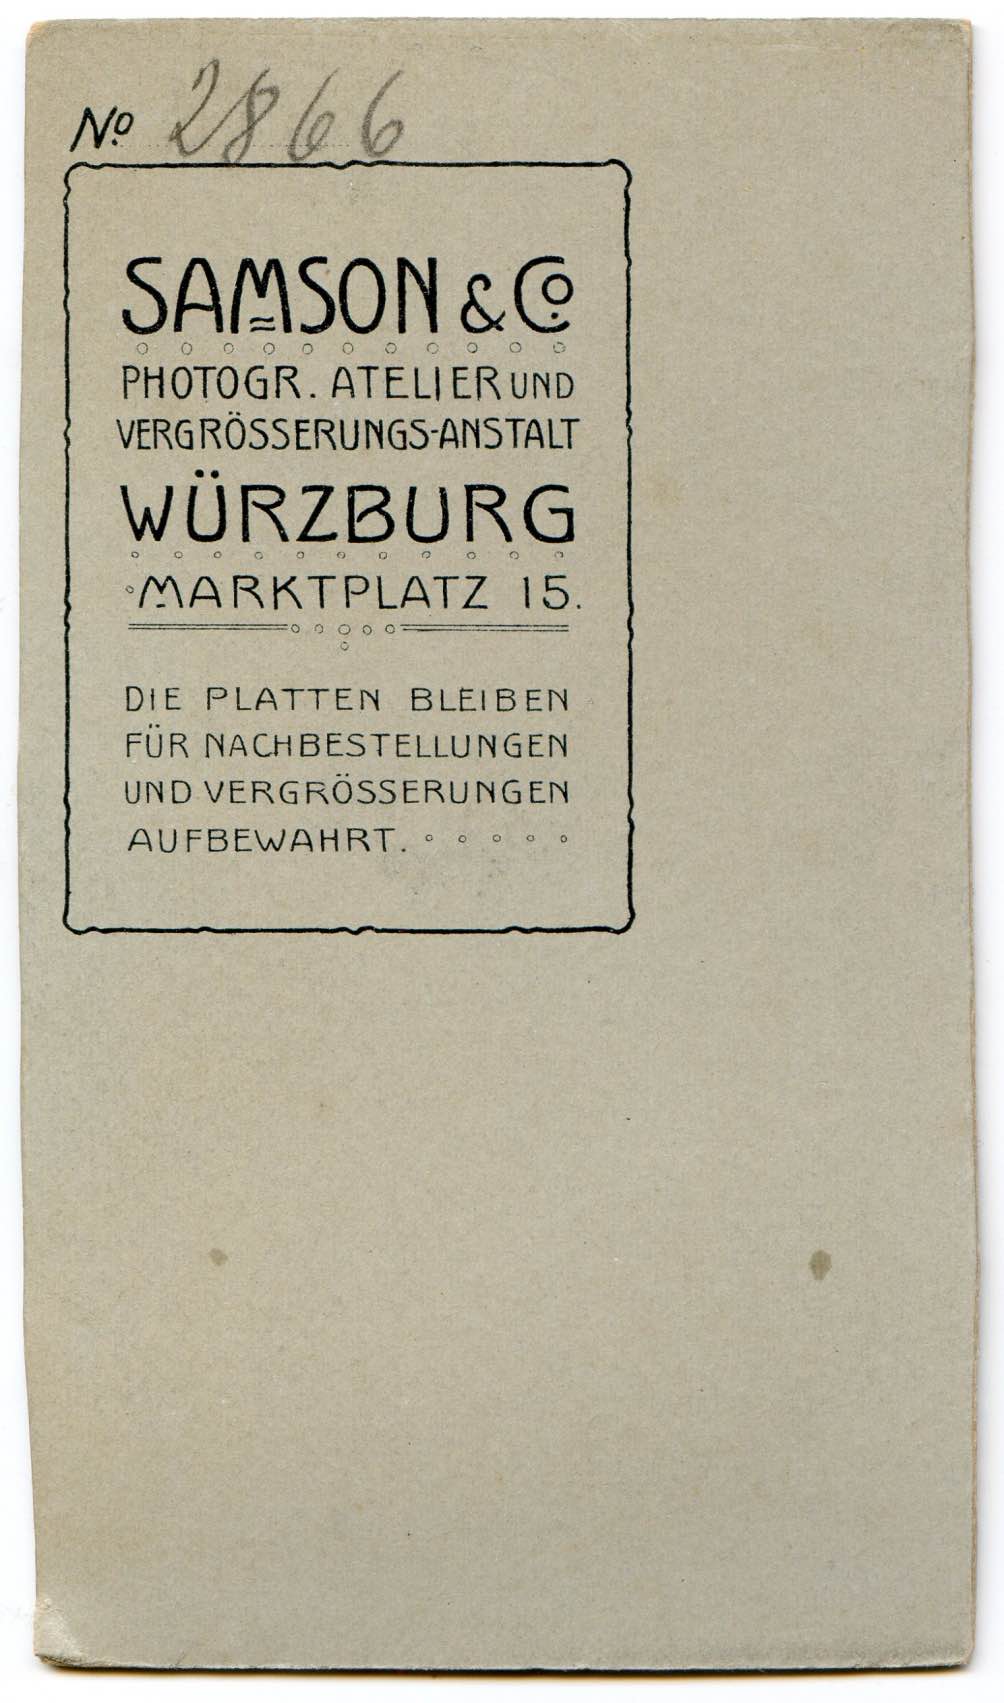 No. 2866
SAMSON & Co.
PHOTOGR. ATELIER UND
VERGRÖSSERUNGS-ANSTALT
WÜRZBURG
MARKTPLATZ 15.
DIE PLATTEN BLEIBEN
FÜR NACHBESTELLUNGEN
UND VERGRÖSSERUNGEN
AUFBEWAHRT.